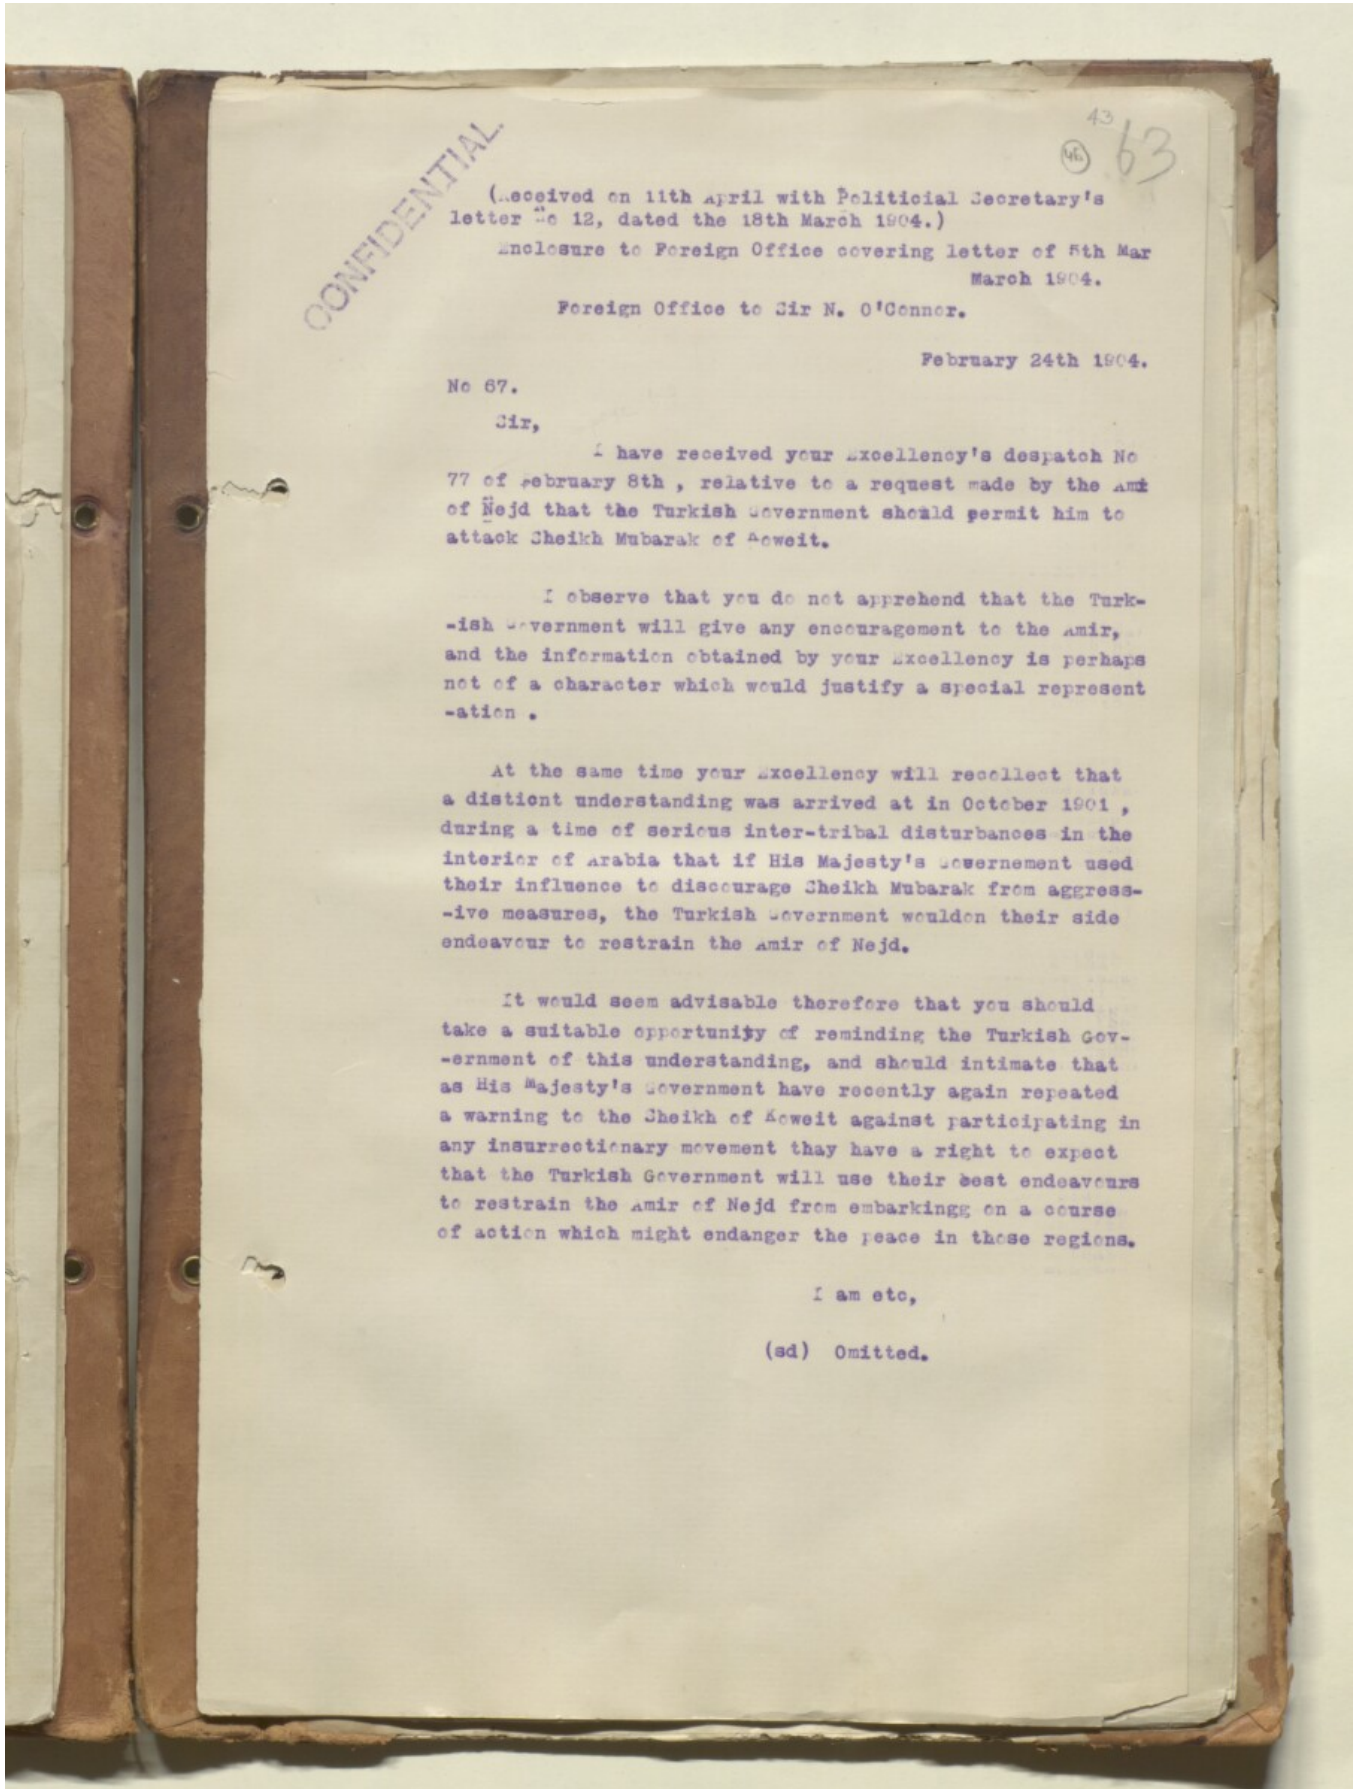 43
46
63
CONFIDENTIAL.
(Received on 11th April with Politicial Secretary's
letter No 12, dated the 18th March 1904.)
Enclosure to Foreign Office covering letter of 5th Mar
March 1904.
Foreign Office to Sir N. O'Connor.
February 24th 1904.
No 67.
Sir,
I have received your Excellency's despatch No
77 of February 8th , relative to a request made by the Ami
of Nejd that the Turkish Government should permit him to
attack Sheikh Mubarak of Koweit.
I observe that you do not apprehend that the Turk-
-ish Government will give any encouragement to the Amir,
and the information obtained by your Excellency is perhaps
not of a character which would justify a special represent
-ation .
At the same time your Excellency will recollect that
a distiont understanding was arrived at in October 1901 ,
during a time of serious inter-tribal disturbances in the
interior of Arabia that if His Majesty's Governement used
their influence to discourage Sheikh Mubarak from aggress-
-ive measures, the Turkish Government wouldon their side
endeavour to restrain the Amir of Nejd.
It would seem advisable therefore that you should
take a suitable opportunity of reminding the Turkish Gov-
-ernment of this understanding, and should intimate that
as His Majesty's Government have recently again repeated
a warning to the Sheikh of Koweit against participating in
any insurrectionary movement thay have a right to expect
that the Turkish Government will use their best endeavours
to restrain the Amir of Nejd from embarkingg on a course
of action which might endanger the peace in those regions.
I am etc,
(sd) Omitted.